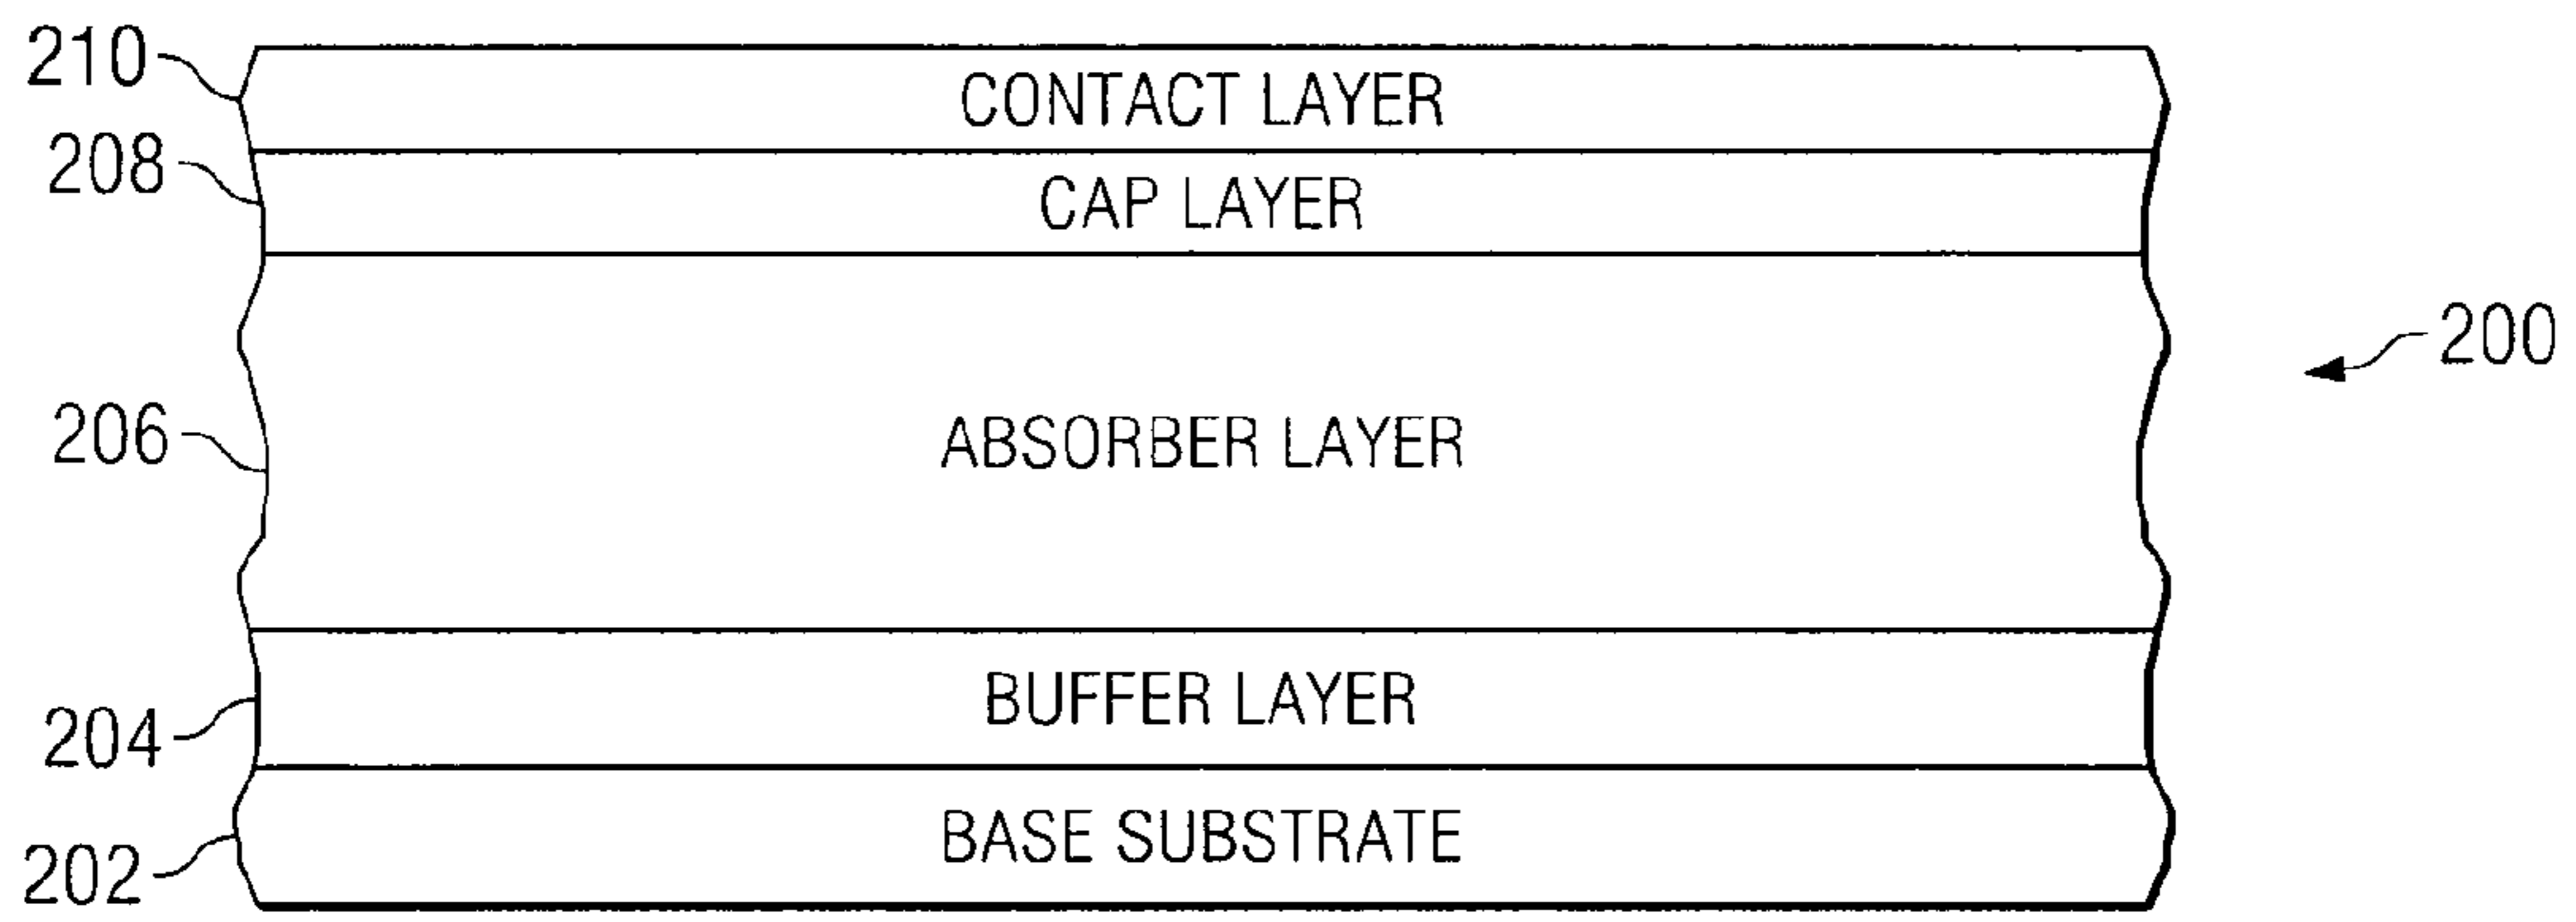 210
CONTACT LAYER
208
CAP LAYER
200
206
ABSORBER LAYER
204
BUFFER LAYER
202
BASE SUBSTRATE